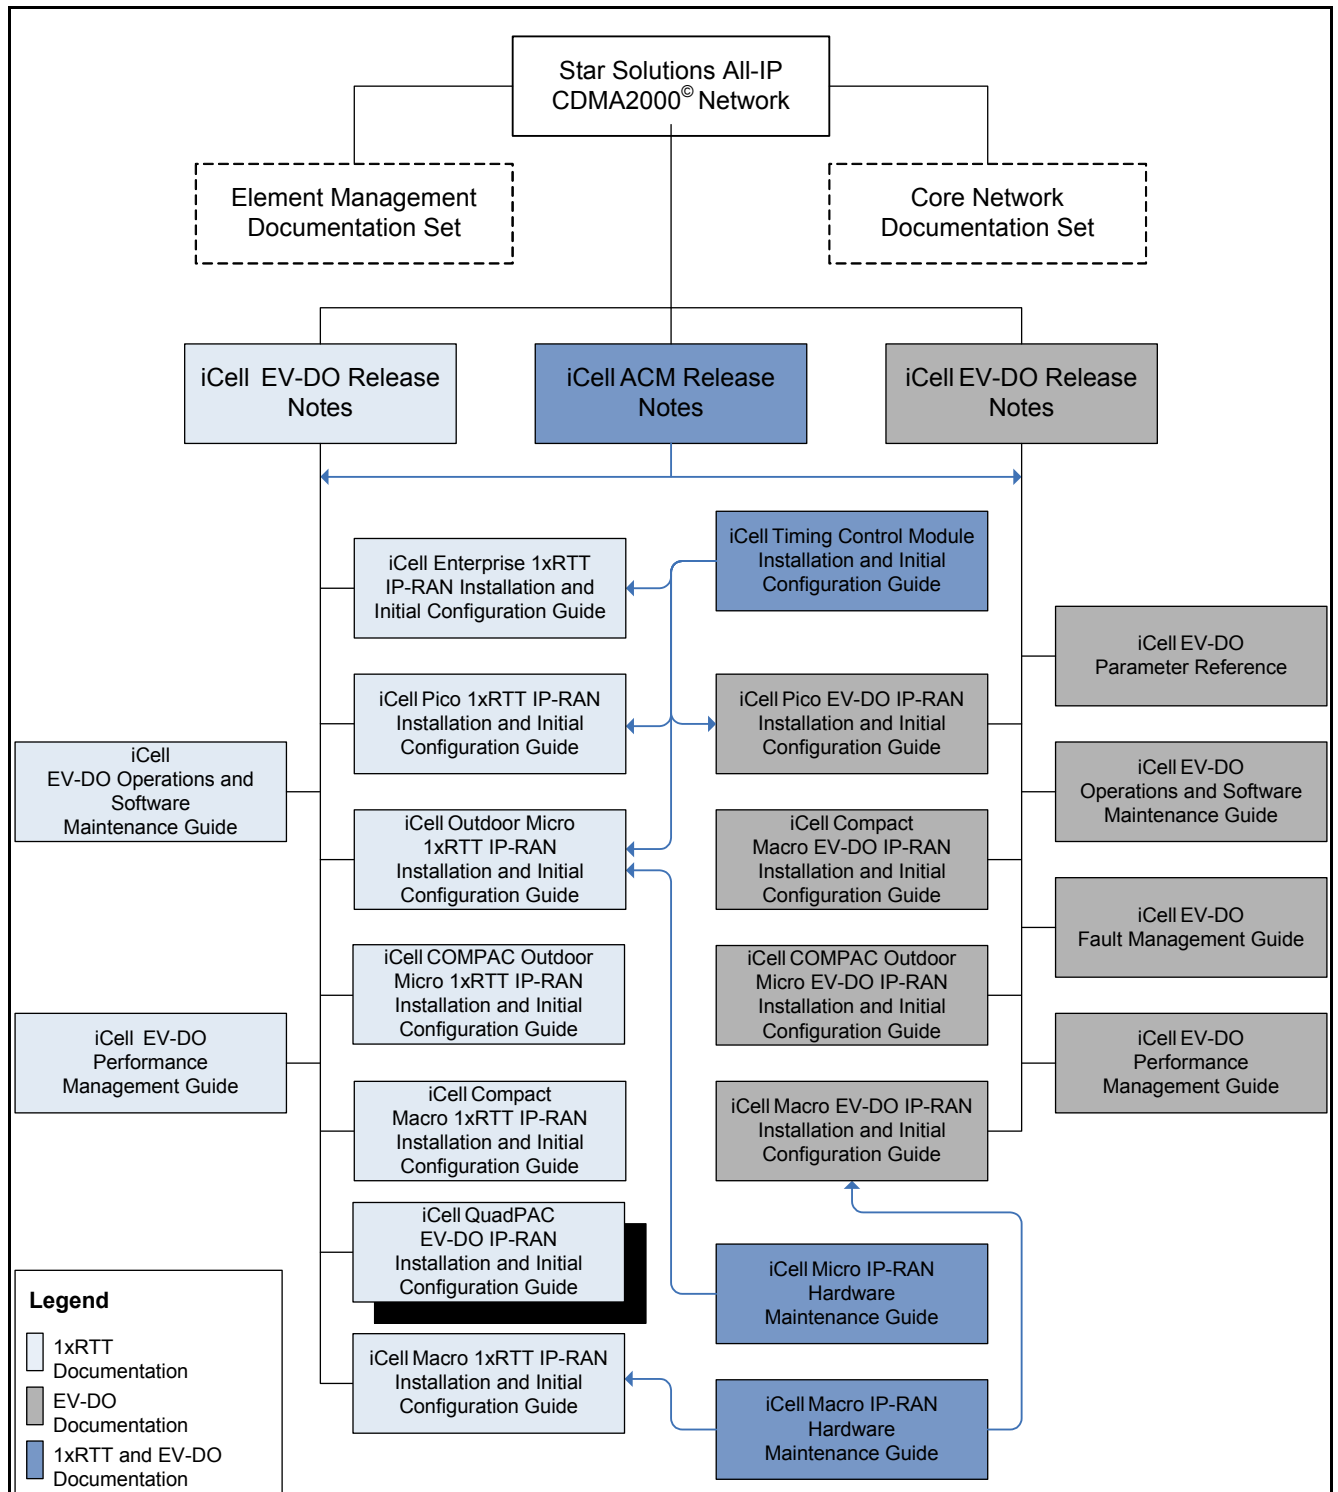 Star Solutions All-IP
CDMA2000© Network
Element Management
Documentation Set
Core Network
Documentation Set
iCell EV-DO Release
Notes
iCell ACM Release
Notes
iCell EV-DO Release
Notes
iCell Timing Control Module
Installation and Initial
Configuration Guide
iCell Enterprise 1xRTT
IP-RAN Installation and
Initial Configuration Guide
iCell EV-DO
Parameter Reference
iCell Pico 1xRTT IP-RAN
Installation and Initial
Configuration Guide
iCell Pico EV-DO IP-RAN
Installation and Initial
Configuration Guide
iCell
EV-DO Operations and
Software
Maintenance Guide
iCell EV-DO
Operations and Software
Maintenance Guide
iCell Outdoor Micro
1xRTT IP-RAN
Installation and Initial
Configuration Guide
iCell Compact
Macro EV-DO IP-RAN
Installation and Initial
Configuration Guide
iCell EV-DO
Fault Management Guide
iCell COMPAC Outdoor
Micro 1xRTT IP-RAN
Installation and Initial
Configuration Guide
iCell COMPAC Outdoor
Micro EV-DO IP-RAN
Installation and Initial
Configuration Guide
iCell EV-DO
Performance
Management Guide
iCell EV-DO
Performance
Management Guide
iCell Compact
Macro 1xRTT IP-RAN
Installation and Initial
Configuration Guide
iCell Macro EV-DO IP-RAN
Installation and Initial
Configuration Guide
iCell QuadPAC
EV-DO IP-RAN
Installation and Initial
Configuration Guide
iCell Micro IP-RAN
Hardware
Maintenance Guide
iCell Macro 1xRTT IP-RAN
Installation and Initial
Configuration Guide
iCell Macro IP-RAN
Hardware
Maintenance Guide
Legend
1xRTT
Documentation
EV-DO
Documentation
1xRTT and EV-DO
Documentation